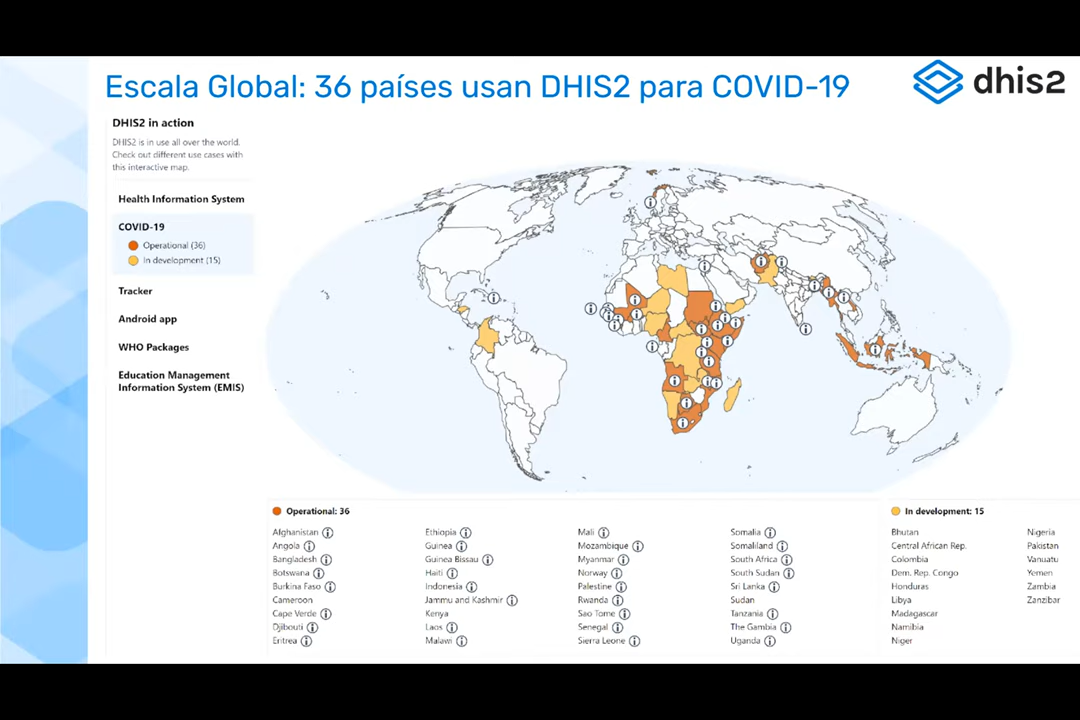 Escala Global: 36 países usan DHIS2 para COVID-19
dhis2
DHIS2 in action
DHIS2 is in use all over the world.
Check out different use cases with
this interactive map.
Health Information System
COVID-19
Operational (36)
In development (15)
Tracker
Android app
WHO Packages
Education Management
Information System (EMIS)
Operational: 36
Afghanistan
Angola
Bangladesh
Botswana
Burkina Faso
Cameroon
Cape Verde
Djibouti
Eritrea
Ethiopia
Guinea
Guinea Bissau
Haiti
Indonesia
Jammu and Kashmir
Kenya
Laos
Malawi
Mali
Mozambique
Myanmar
Norway
Palestine
Rwanda
Sao Tome
Senegal
Sierra Leone
Somalia
Somaliland
South Africa
South Sudan
Sri Lanka
Sudan
Tanzania
The Gambia
Uganda
In development: 15
Bhutan
Central African Rep.
Colombia
Dem. Rep. Congo
Honduras
Libya
Madagascar
Namibia
Niger
Nigeria
Pakistan
Vanuatu
Yemen
Zambia
Zanzibar